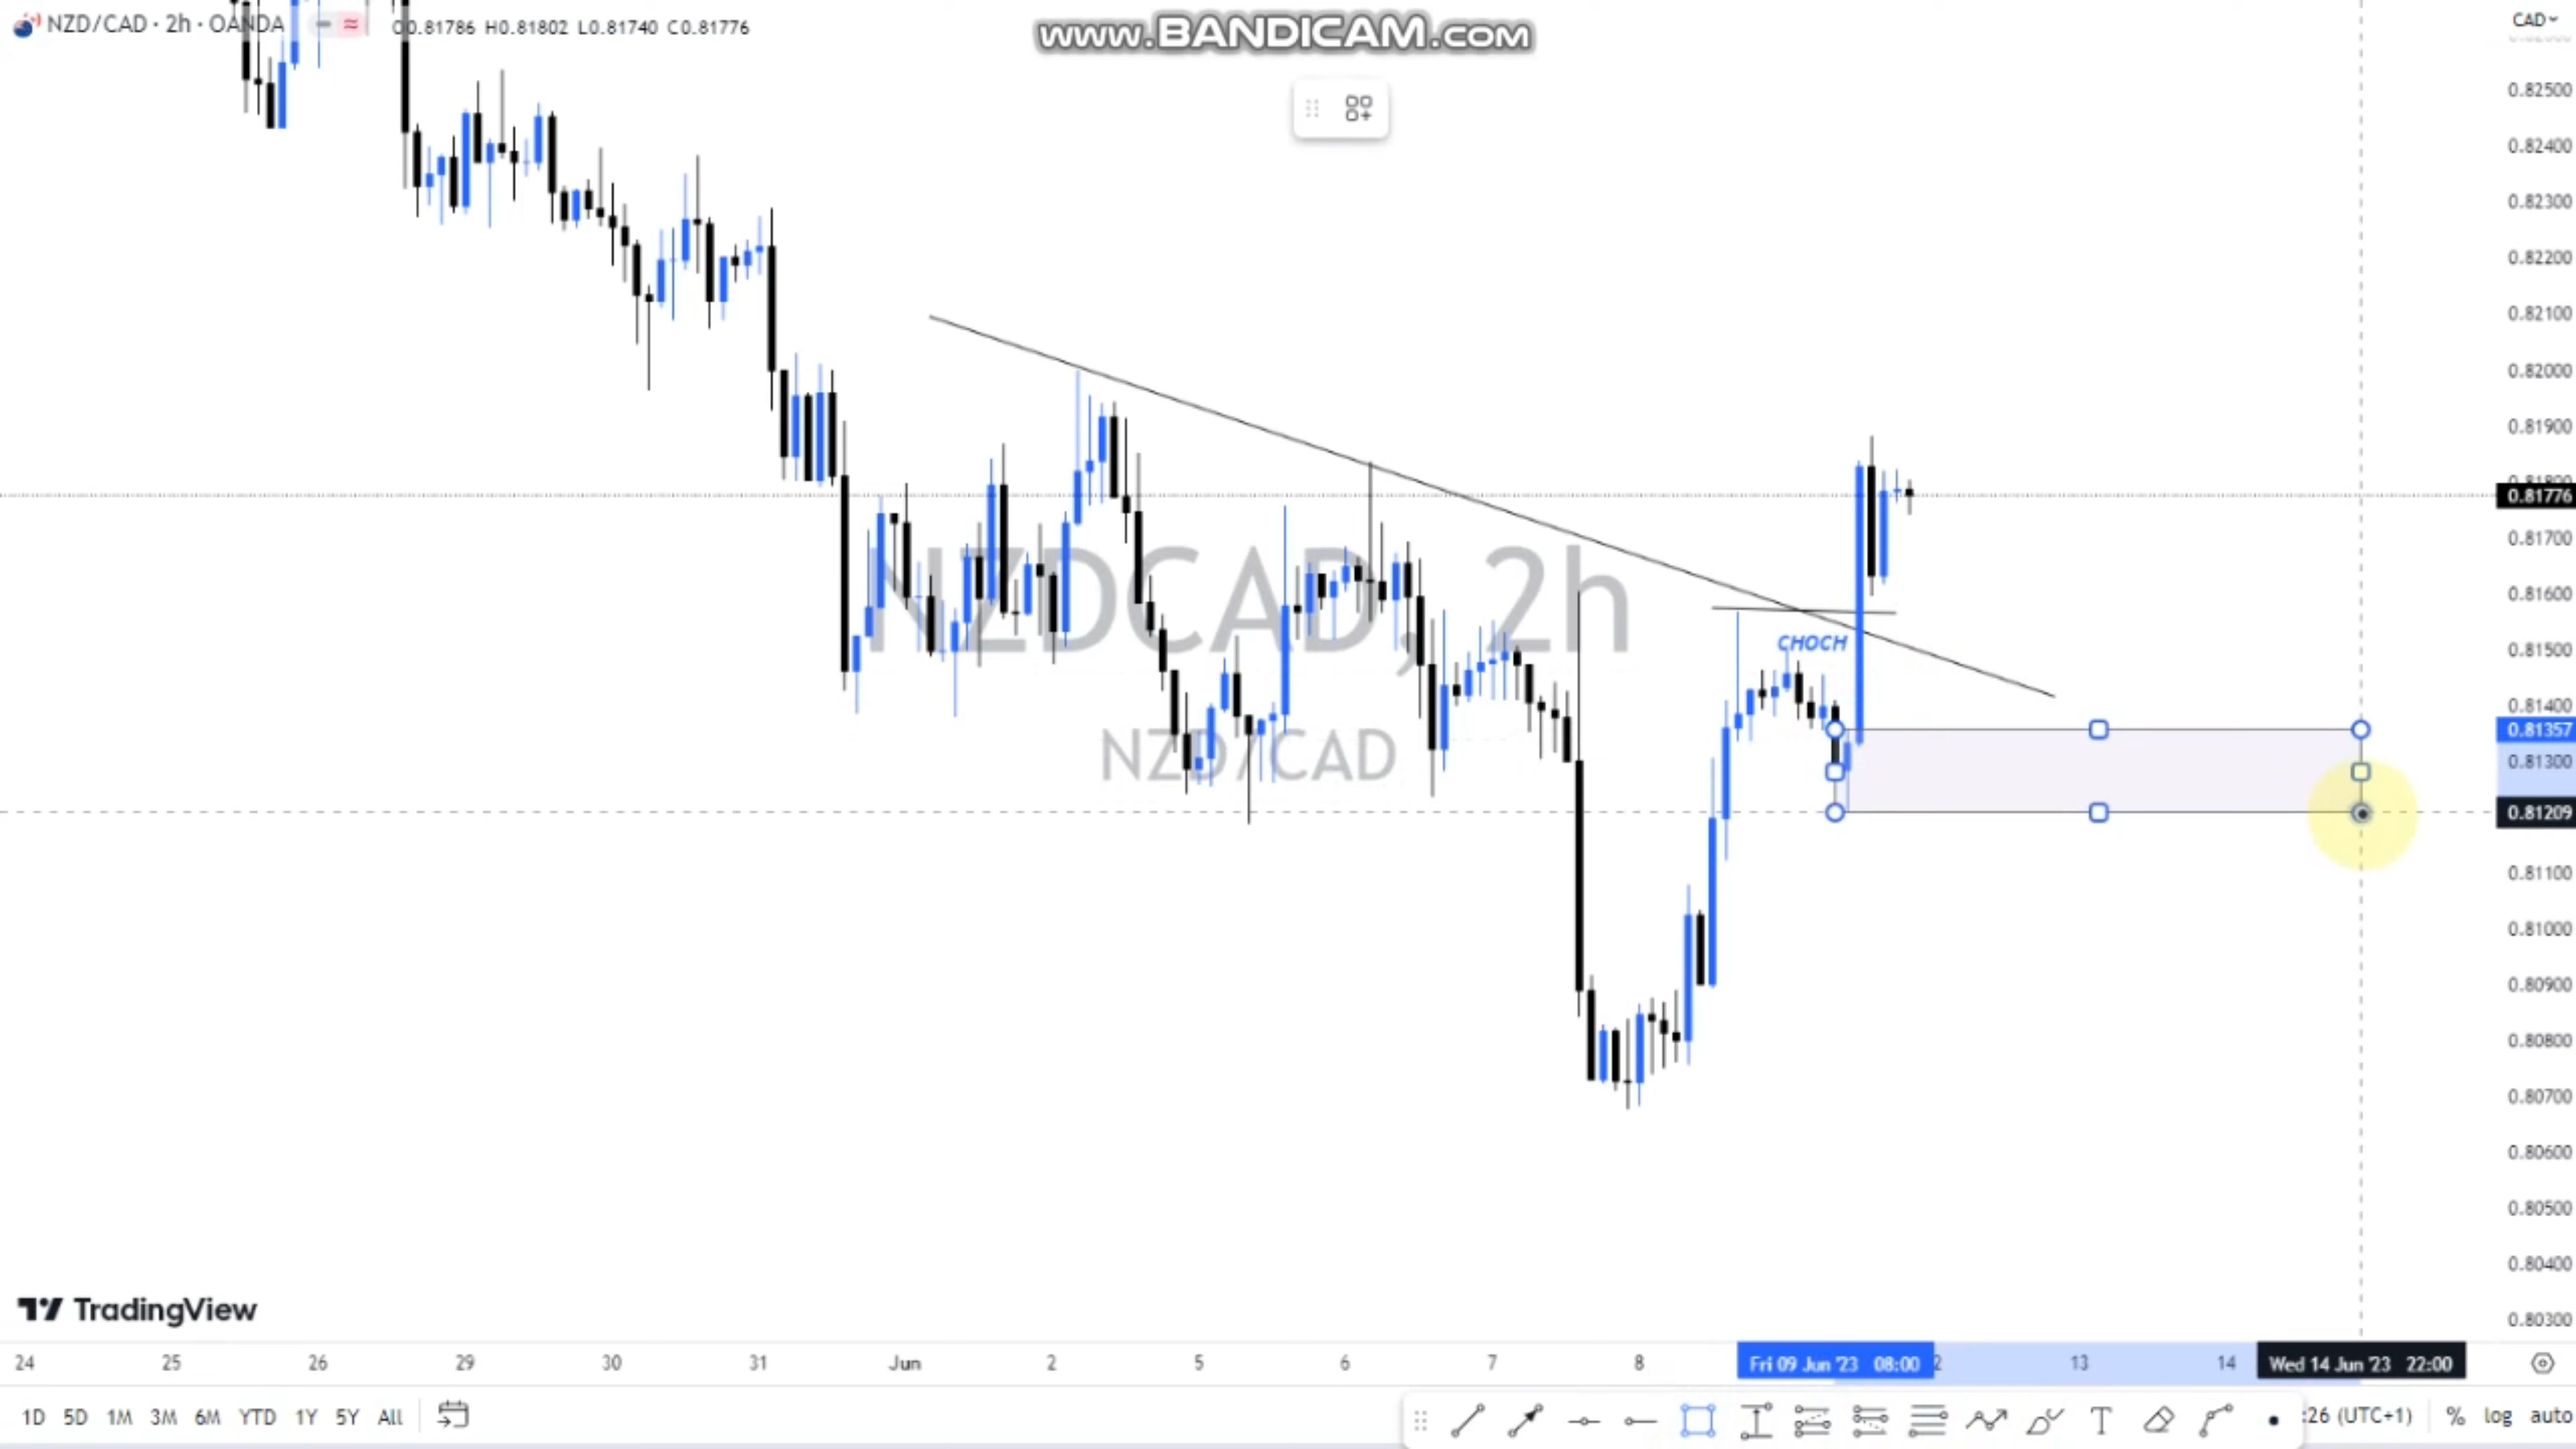 NZD/CAD · 2h · OANDA
O0.81786 H0.81802 L0.81740 C0.81776
www.BANDICAM.com
CAD
0.82500
0.82400
0.82300
0.82200
0.82100
0.82000
0.81900
0.81776
0.81700
0.81600
0.81500
0.81400
0.81357
0.81300
0.81209
0.81100
0.81000
0.80900
0.80800
0.80700
0.80600
0.80500
0.80400
0.80300
NZDCAD, 2h
NZD/CAD
CHOCH
TradingView
24 25 26 29 30 31 Jun 2 5 6 7 8 Fri 09 Jun '23 08:00 2 13 14 Wed 14 Jun '23 22:00
1D 5D 1M 3M 6M YTD 1Y 5Y All
:26 (UTC+1) % log auto